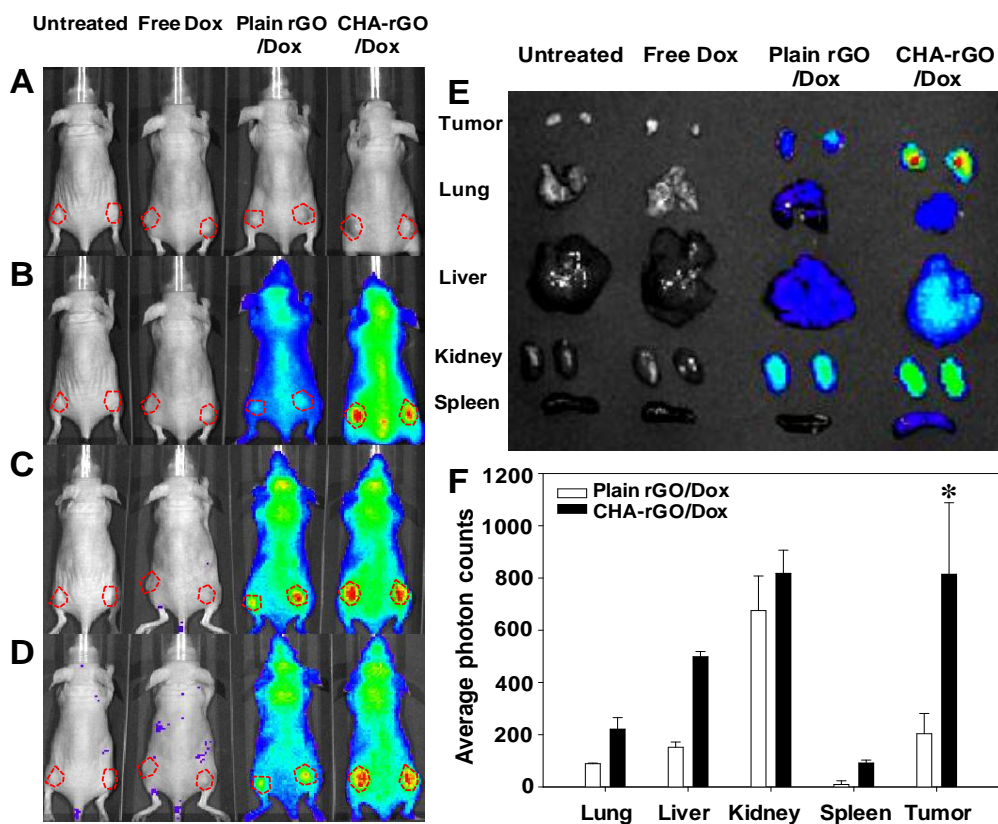 Untreated Free Dox Plain rGO CHA-rGO
/Dox /Dox
A
B
C
D
E
Untreated Free Dox Plain rGO CHA-rGO
/Dox /Dox
Tumor
Lung
Liver
Kidney
Spleen
F
Plain rGO/Dox
CHA-rGO/Dox
*
Average photon counts
1200
1000
800
600
400
200
0
Lung Liver Kidney Spleen Tumor